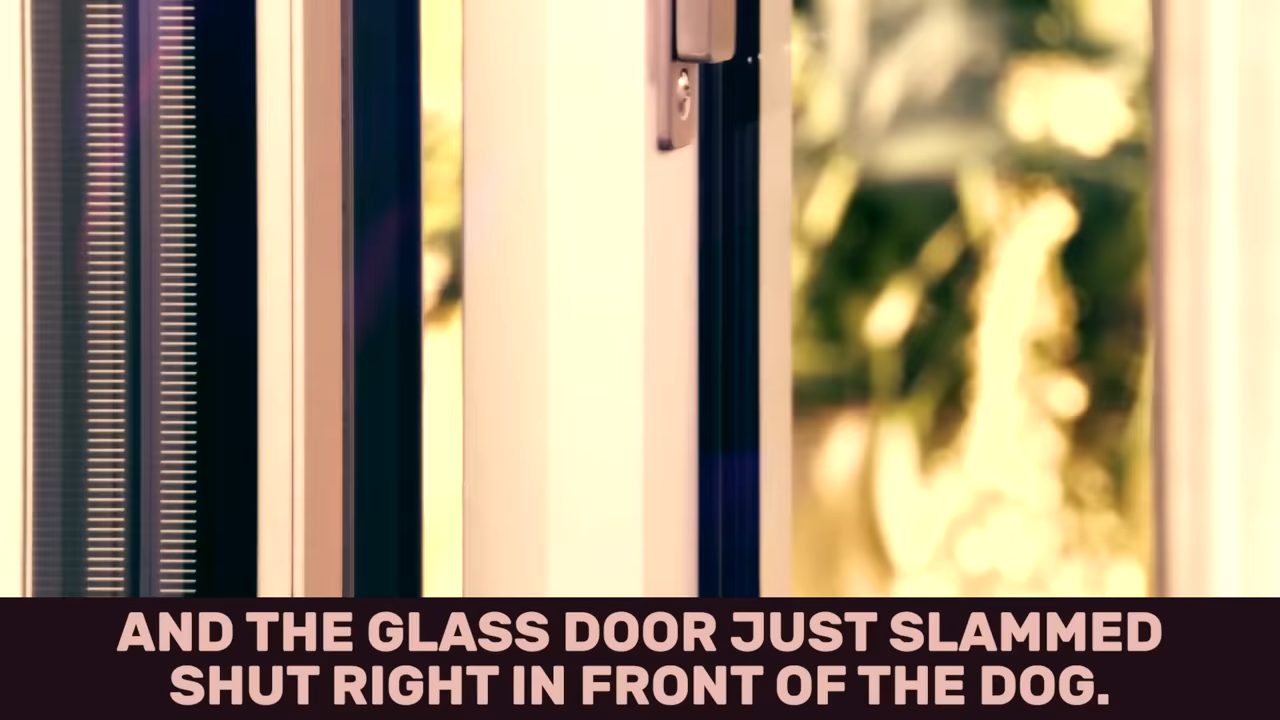 AND THE GLASS DOOR JUST SLAMMED
SHUT RIGHT IN FRONT OF THE DOG.